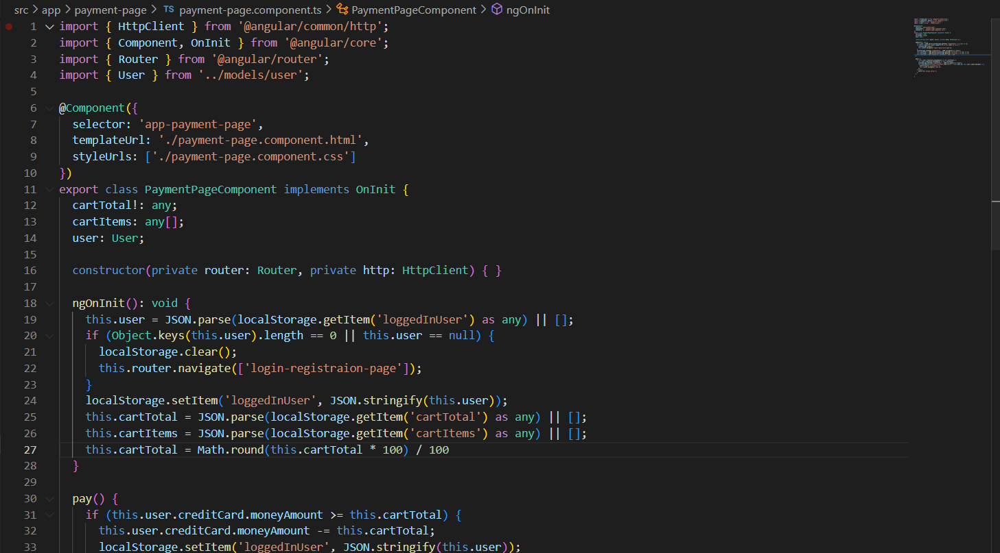 src > app > payment-page > TS payment-page.component.ts > PaymentPageComponent > ngOnInit
1 import { HttpClient } from '@angular/common/http';
2 import { Component, OnInit } from '@angular/core';
3 import { Router } from '@angular/router';
4 import { User } from '../models/user';
5
6 @Component({
7   selector: 'app-payment-page',
8   templateUrl: './payment-page.component.html',
9   styleUrls: ['./payment-page.component.css']
10 })
11 export class PaymentPageComponent implements OnInit {
12   cartTotal!: any;
13   cartItems: any[];
14   user: User;
15
16   constructor(private router: Router, private http: HttpClient) { }
17
18   ngOnInit(): void {
19     this.user = JSON.parse(localStorage.getItem('loggedInUser') as any) || [];
20     if (Object.keys(this.user).length == 0 || this.user == null) {
21       localStorage.clear();
22       this.router.navigate(['login-registraion-page']);
23     }
24     localStorage.setItem('loggedInUser', JSON.stringify(this.user));
25     this.cartTotal = JSON.parse(localStorage.getItem('cartTotal') as any) || [];
26     this.cartItems = JSON.parse(localStorage.getItem('cartItems') as any) || [];
27     this.cartTotal = Math.round(this.cartTotal * 100) / 100
28   }
29
30   pay() {
31     if (this.user.creditCard.moneyAmount >= this.cartTotal) {
32       this.user.creditCard.moneyAmount -= this.cartTotal;
33       localStorage.setItem('loggedInUser', JSON.stringify(this.user));